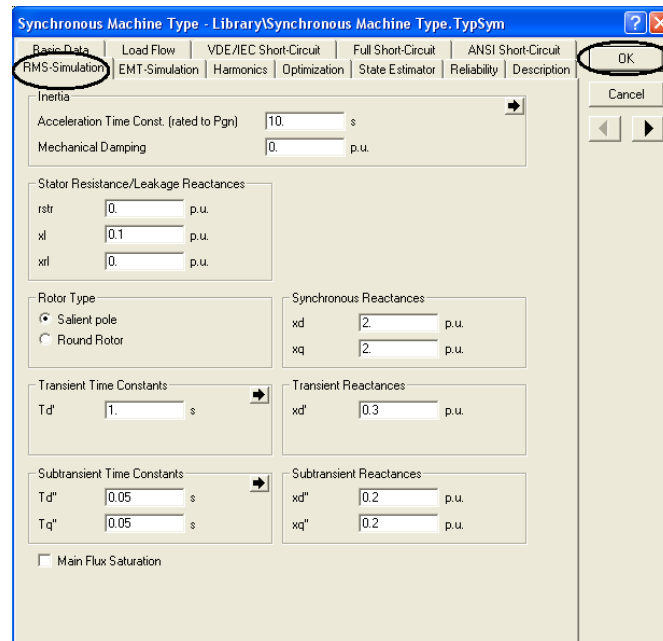 Synchronous Machine Type - Library\Synchronous Machine Type.TypSym
Basic Data Load Flow VDE/IEC Short-Circuit Full Short-Circuit ANSI Short-Circuit
RMS-Simulation EMT-Simulation Harmonics Optimization State Estimator Reliability Description
OK
Cancel
Inertia
Acceleration Time Const. (rated to Pgn) 10. s
Mechanical Damping 0. p.u.
Stator Resistance/Leakage Reactances
rstr 0. p.u.
xl 0.1 p.u.
xrl 0. p.u.
Rotor Type
Salient pole
Round Rotor
Synchronous Reactances
xd 2. p.u.
xq 2. p.u.
Transient Time Constants
Td' 1. s
Transient Reactances
xd' 0.3 p.u.
Subtransient Time Constants
Td" 0.05 s
Tq" 0.05 s
Subtransient Reactances
xd" 0.2 p.u.
xq" 0.2 p.u.
Main Flux Saturation